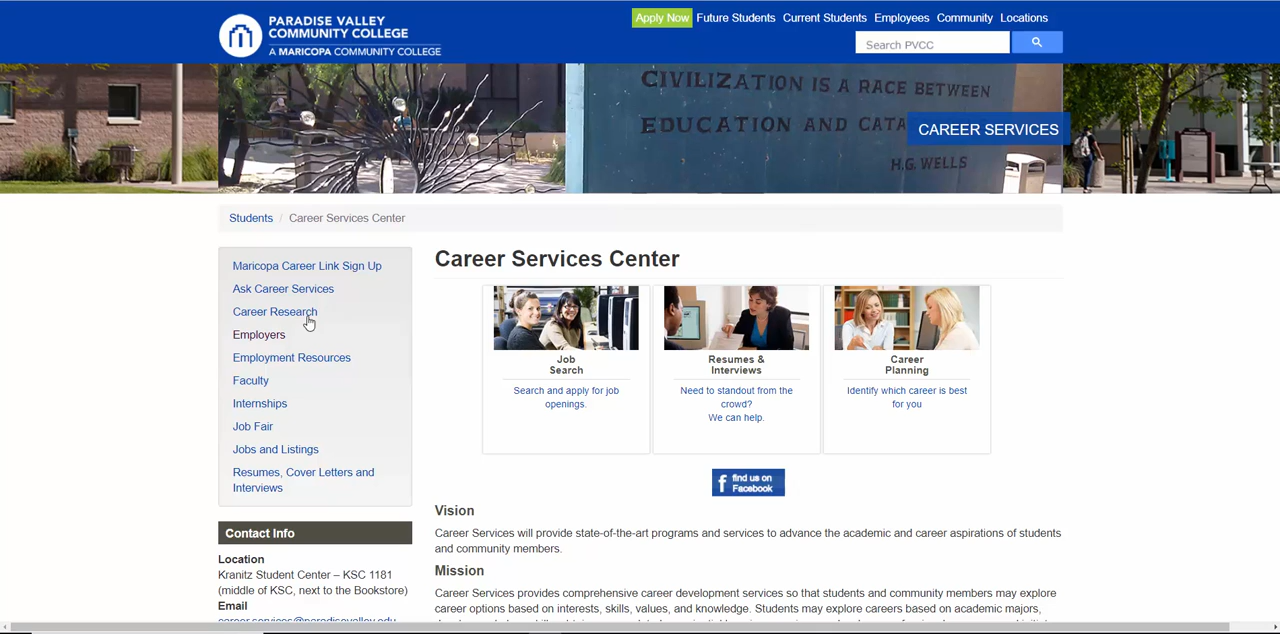 PARADISE VALLEY
COMMUNITY COLLEGE
A MARICOPA COMMUNITY COLLEGE
Apply Now Future Students Current Students Employees Community Locations
Search PVCC
CIVILIZATION IS A RACE BETWEEN
EDUCATION AND CATA
H.G. WELLS
CAREER SERVICES
Students / Career Services Center
Maricopa Career Link Sign Up
Ask Career Services
Career Research
Employers
Employment Resources
Faculty
Internships
Job Fair
Jobs and Listings
Resumes, Cover Letters and
Interviews
Contact Info
Location
Kranitz Student Center – KSC 1181
(middle of KSC, next to the Bookstore)
Email
career.services@paradisevalley.edu
Career Services Center
Job
Search
Search and apply for job
openings.
Resumes &
Interviews
Need to standout from the
crowd?
We can help.
Career
Planning
Identify which career is best
for you
find us on
Facebook
Vision
Career Services will provide state-of-the-art programs and services to advance the academic and career aspirations of students
and community members.
Mission
Career Services provides comprehensive career development services so that students and community members may explore
career options based on interests, skills, values, and knowledge. Students may explore careers based on academic majors,